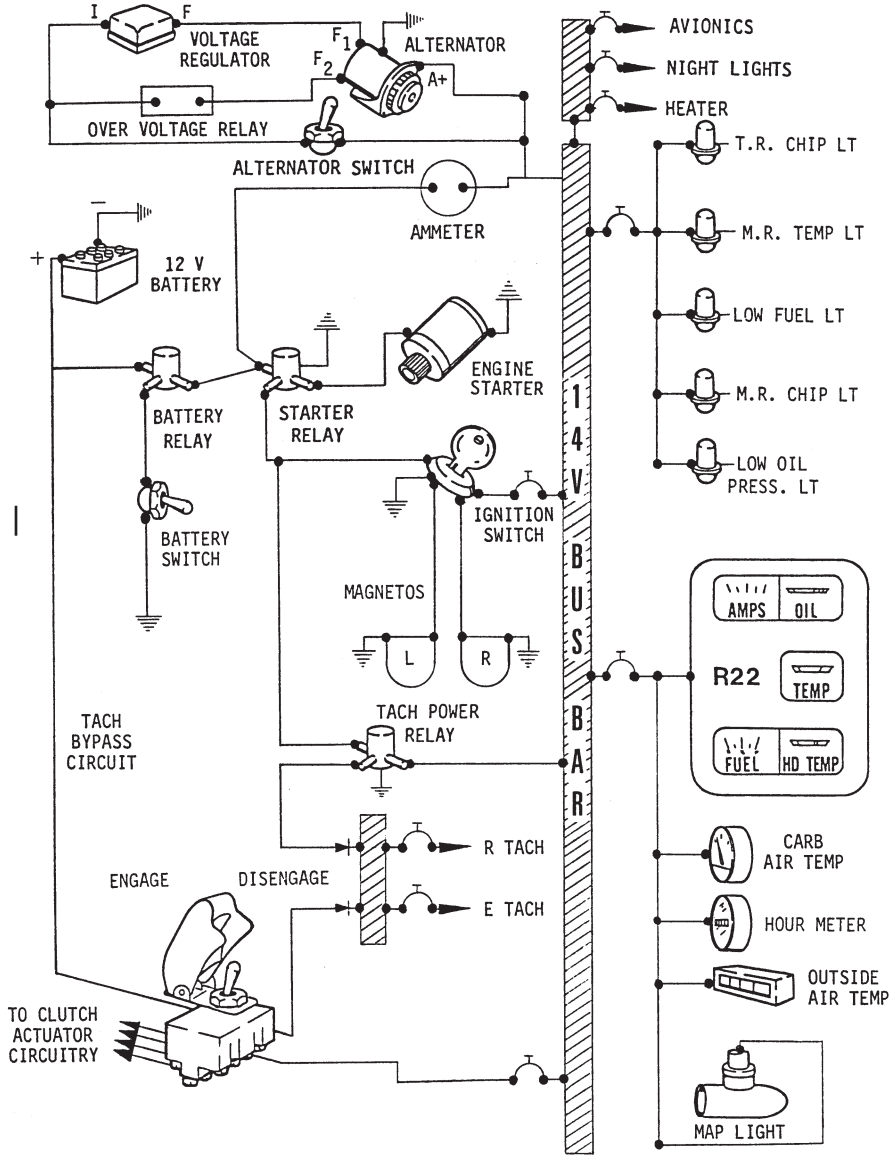 I
F
VOLTAGE
REGULATOR
F1
F2
ALTERNATOR
A+
OVER VOLTAGE RELAY
ALTERNATOR SWITCH
AMMETER
AVIONICS
NIGHT LIGHTS
HEATER
T.R. CHIP LT
M.R. TEMP LT
LOW FUEL LT
M.R. CHIP LT
LOW OIL
PRESS. LT
−
+
12 V
BATTERY
ENGINE
STARTER
BATTERY
RELAY
STARTER
RELAY
BATTERY
SWITCH
IGNITION
SWITCH
MAGNETOS
L
R
14V BUS BAR
TACH POWER
RELAY
TACH
BYPASS
CIRCUIT
R TACH
E TACH
ENGAGE
DISENGAGE
TO CLUTCH
ACTUATOR
CIRCUITRY
AMPS
OIL
R22
TEMP
FUEL
HD TEMP
CARB
AIR TEMP
HOUR METER
OUTSIDE
AIR TEMP
MAP LIGHT